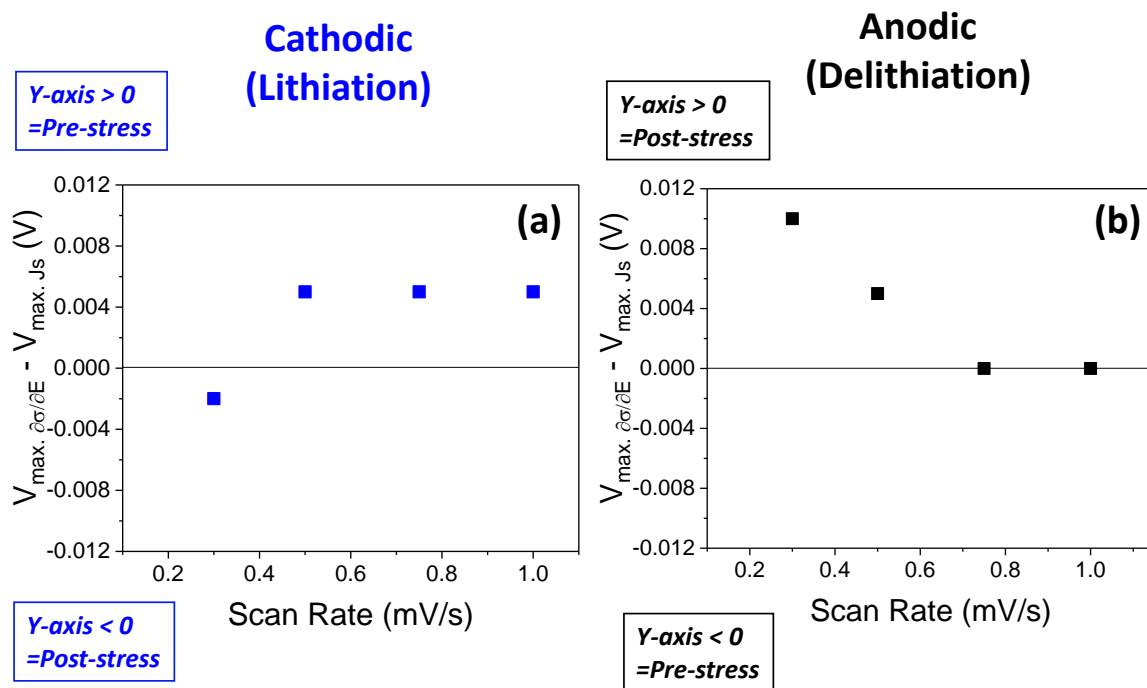 Cathodic
(Lithiation)
Y-axis > 0
=Pre-stress
V max. ∂σ/∂E - V max. Js (V)
0.012
0.008
0.004
0.000
-0.004
-0.008
-0.012
(a)
0.2 0.4 0.6 0.8 1.0
Scan Rate (mV/s)
Y-axis < 0
=Post-stress
Anodic
(Delithiation)
Y-axis > 0
=Post-stress
V max. ∂σ/∂E - V max. Js (V)
0.012
0.008
0.004
0.000
-0.004
-0.008
-0.012
(b)
0.2 0.4 0.6 0.8 1.0
Scan Rate (mV/s)
Y-axis < 0
=Pre-stress